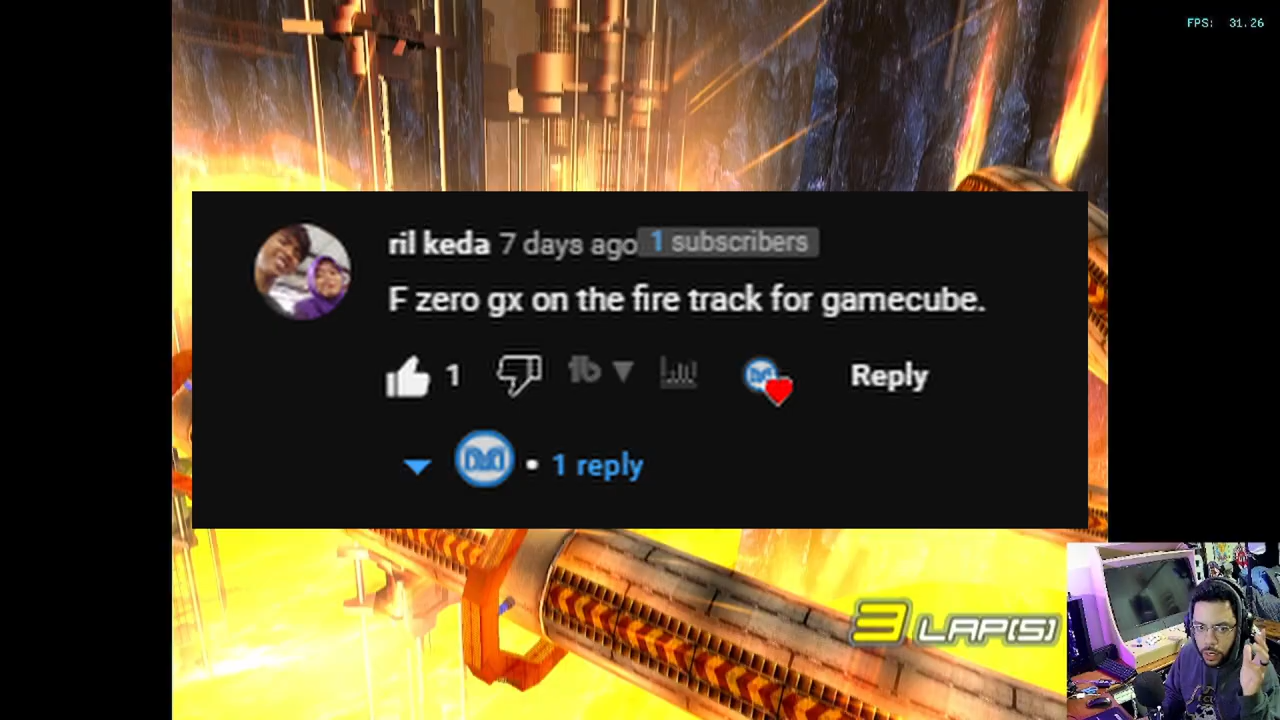 FPS: 31.26
ril keda 7 days ago 1 subscribers
F zero gx on the fire track for gamecube.
1 Reply
• 1 reply
3 LAP(S)